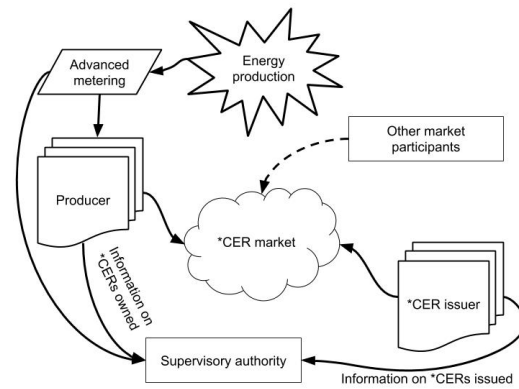 Energy
production
Advanced
metering
Other market
participants
Producer
*CER market
Information on
*CERs owned
*CER issuer
Supervisory authority
Information on *CERs issued